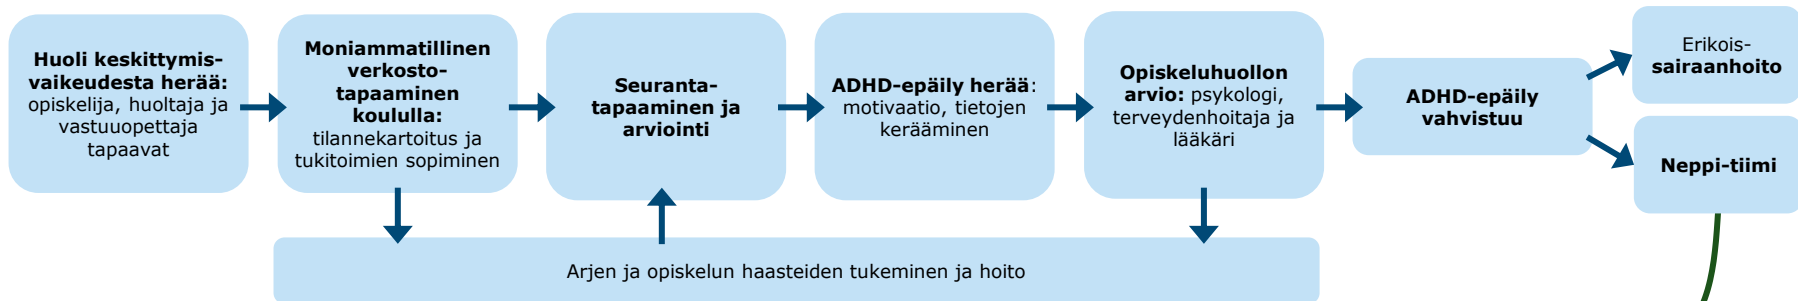 Huoli keskittymis-
vaikeudesta herää:
opiskelija, huoltaja ja
vastuuopettaja
tapaavat
Moniammatillinen
verkosto-
tapaaminen
koululla:
tilannekartoitus ja
tukitoimien sopiminen
Seuranta-
tapaaminen ja
arviointi
ADHD-epäily herää:
motivaatio, tietojen
kerääminen
Opiskeluhuollon
arvio: psykologi,
terveydenhoitaja ja
lääkäri
ADHD-epäily
vahvistuu
Erikois-
sairaanhoito
Neppi-tiimi
Arjen ja opiskelun haasteiden tukeminen ja hoito